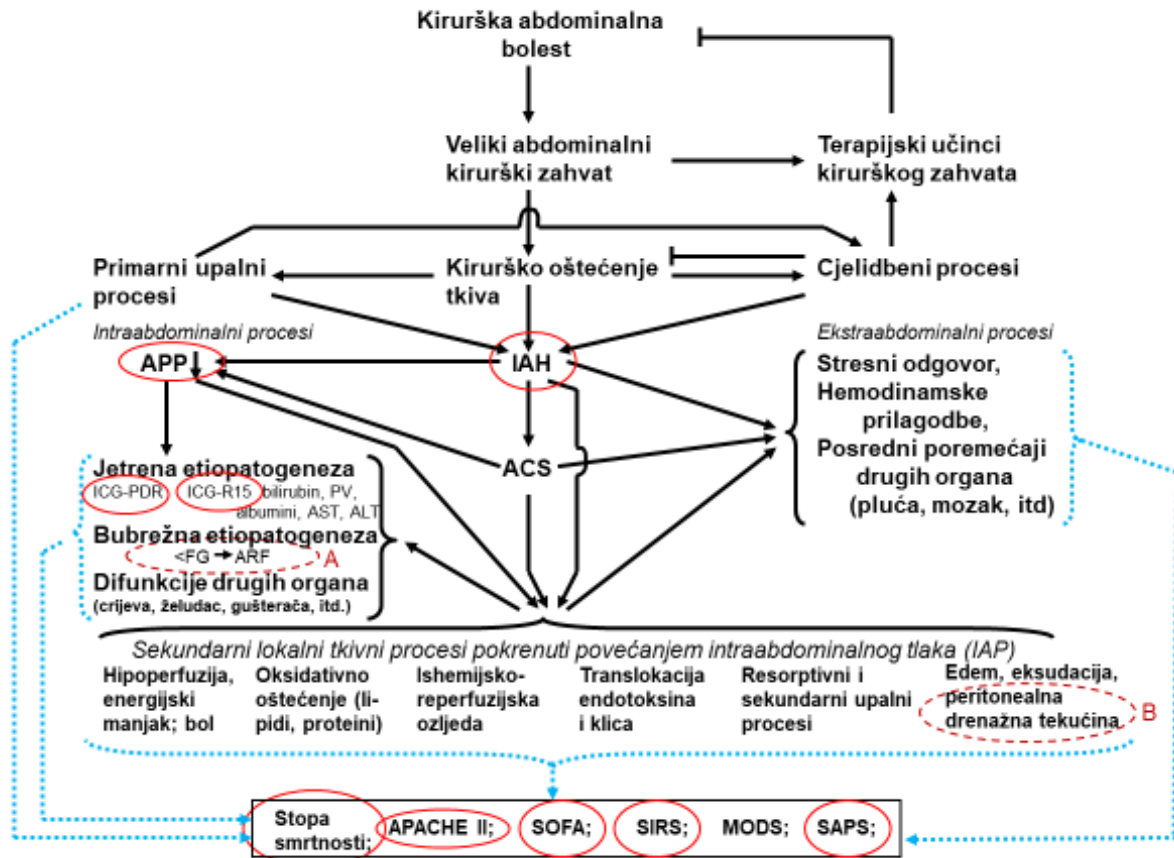 Kirurška abdominalna
bolest
Veliki abdominalni
kirurški zahvat
Terapijski učinci
kirurškog zahvata
Primarni upalni
procesi
Kirurško oštećenje
tkiva
Cjelidbeni procesi
Intraabdominalni procesi
Ekstraabdominalni procesi
APP
IAH
Stresni odgovor,
Hemodinamske
prilagodbe,
Posredni poremećaji
drugih organa
(pluća, mozak, itd)
ACS
Jetrena etiopatogeneza
ICG-PDR ICG-R15 bilirubin, PV,
albumini, AST, ALT
Bubrežna etiopatogeneza
<FG → ARF A
Difunkcije drugih organa
(crijeva, želudac, gušterača, itd.)
Sekundarni lokalni tkivni procesi pokrenuti povećanjem intraabdominalnog tlaka (IAP)
Hipoperfuzija,
energijski
manjak; bol
Oksidativno
oštećenje (li-
pidi, proteini)
Ishemijsko-
reperfuzijska
ozljeda
Translokacija
endotoksina
i klica
Resorptivni i
sekundarni upalni
procesi
Edem, eksudacija,
peritonealna
drenažna tekućina
B
Stopa
smrtnosti;
APACHE II;
SOFA;
SIRS;
MODS;
SAPS;